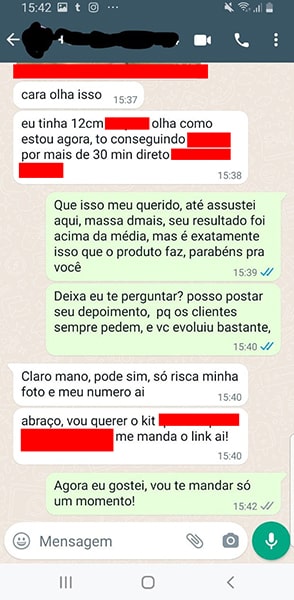 15:42
cara olha isso
15:37
eu tinha 12cm olha como
estou agora, to conseguindo
por mais de 30 min direto
15:38
Que isso meu querido, até assustei
aqui, massa dmais, seu resultado foi
acima da média, mas é exatamente
isso que o produto faz, parabéns pra
você
15:39
Deixa eu te perguntar? posso postar
seu depoimento, pq os clientes
sempre pedem, e vc evoluiu bastante,
15:40
Claro mano, pode sim, só risca minha
foto e meu numero ai
15:40
abraço, vou querer o kit
me manda o link ai!
15:40
Agora eu gostei, vou te mandar só
um momento!
15:42
Mensagem